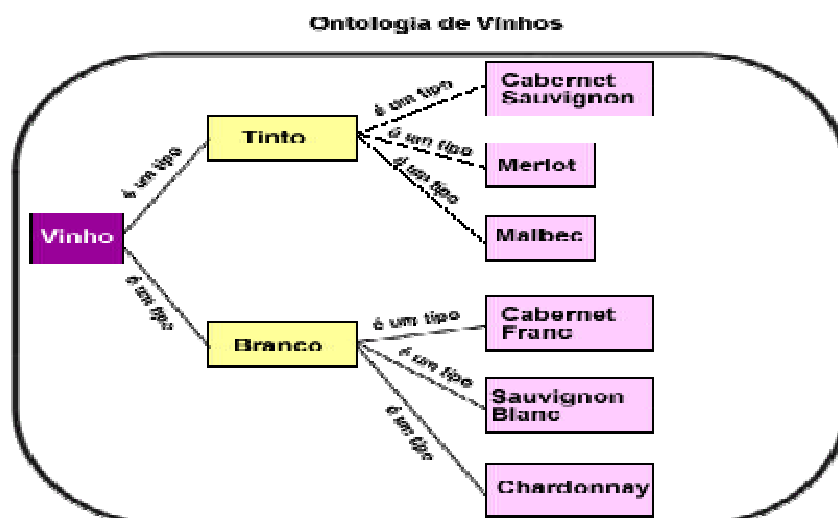 Ontologia de Vinhos
Cabernet
Sauvignon
é um tipo
Tinto
é um tipo
Merlot
é um tipo
é um tipo
Vinho
Malbec
é um tipo
Cabernet
Franc
é um tipo
Branco
é um tipo
Sauvignon
Blanc
é um tipo
Chardonnay